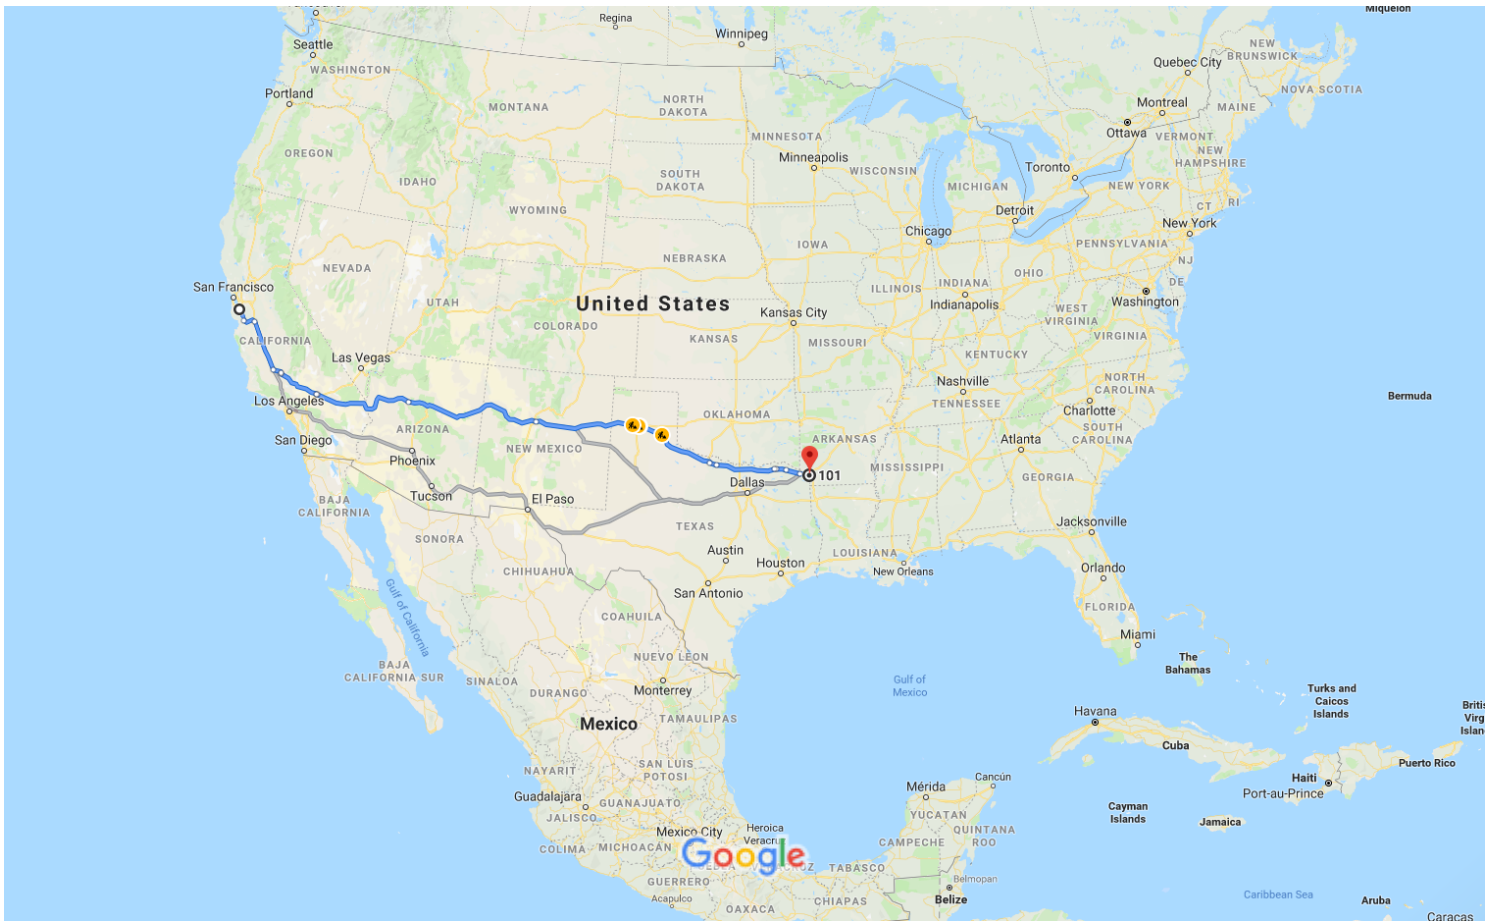 Miquelon
Regina
Winnipeg
Seattle
WASHINGTON
NEW
BRUNSWICK
Quebec City
NOVA SCOTIA
Portland
MONTANA
NORTH
DAKOTA
Montreal
MAINE
Ottawa
MINNESOTA
VERMONT
OREGON
Minneapolis
NEW
HAMPSHIRE
IDAHO
SOUTH
DAKOTA
WISCONSIN
Toronto
MICHIGAN
NEW YORK
WYOMING
Detroit
CT
RI
New York
Chicago
IOWA
PENNSYLVANIA
NEBRASKA
NJ
NEVADA
OHIO
San Francisco
UTAH
ILLINOIS
INDIANA
DE
United States
Indianapolis
Washington
Kansas City
WEST
VIRGINIA
COLORADO
CALIFORNIA
KANSAS
MISSOURI
VIRGINIA
Las Vegas
KENTUCKY
Nashville
NORTH
CAROLINA
Bermuda
Los Angeles
TENNESSEE
Charlotte
OKLAHOMA
ARIZONA
ARKANSAS
Atlanta
SOUTH
CAROLINA
San Diego
NEW MEXICO
Phoenix
MISSISSIPPI
101
GEORGIA
Dallas
Tucson
El Paso
BAJA
CALIFORNIA
Jacksonville
TEXAS
SONORA
Austin
LOUISIANA
Houston
New Orleans
CHIHUAHUA
Orlando
San Antonio
Gulf of California
COAHUILA
FLORIDA
Miami
NUEVO LEON
The
Bahamas
BAJA
CALIFORNIA SUR
SINALOA
Gulf of
Mexico
DURANGO
Monterrey
Turks and
Caicos
Islands
Havana
Mexico
TAMAULIPAS
Cuba
SAN LUIS
POTOSI
NAYARIT
Puerto Rico
Cancún
Haiti
Mérida
Port-au-Prince
Guadalajara
GUANAJUATO
Cayman
Islands
JALISCO
YUCATAN
Jamaica
Mexico City
Heroica
QUINTANA
ROO
COLIMA
MICHOACÁN
CAMPECHE
Google
TABASCO
GUERRERO
Belmopan
Acapulco
Belize
CHIAPAS
OAXACA
Caribbean Sea
Aruba
Caracas